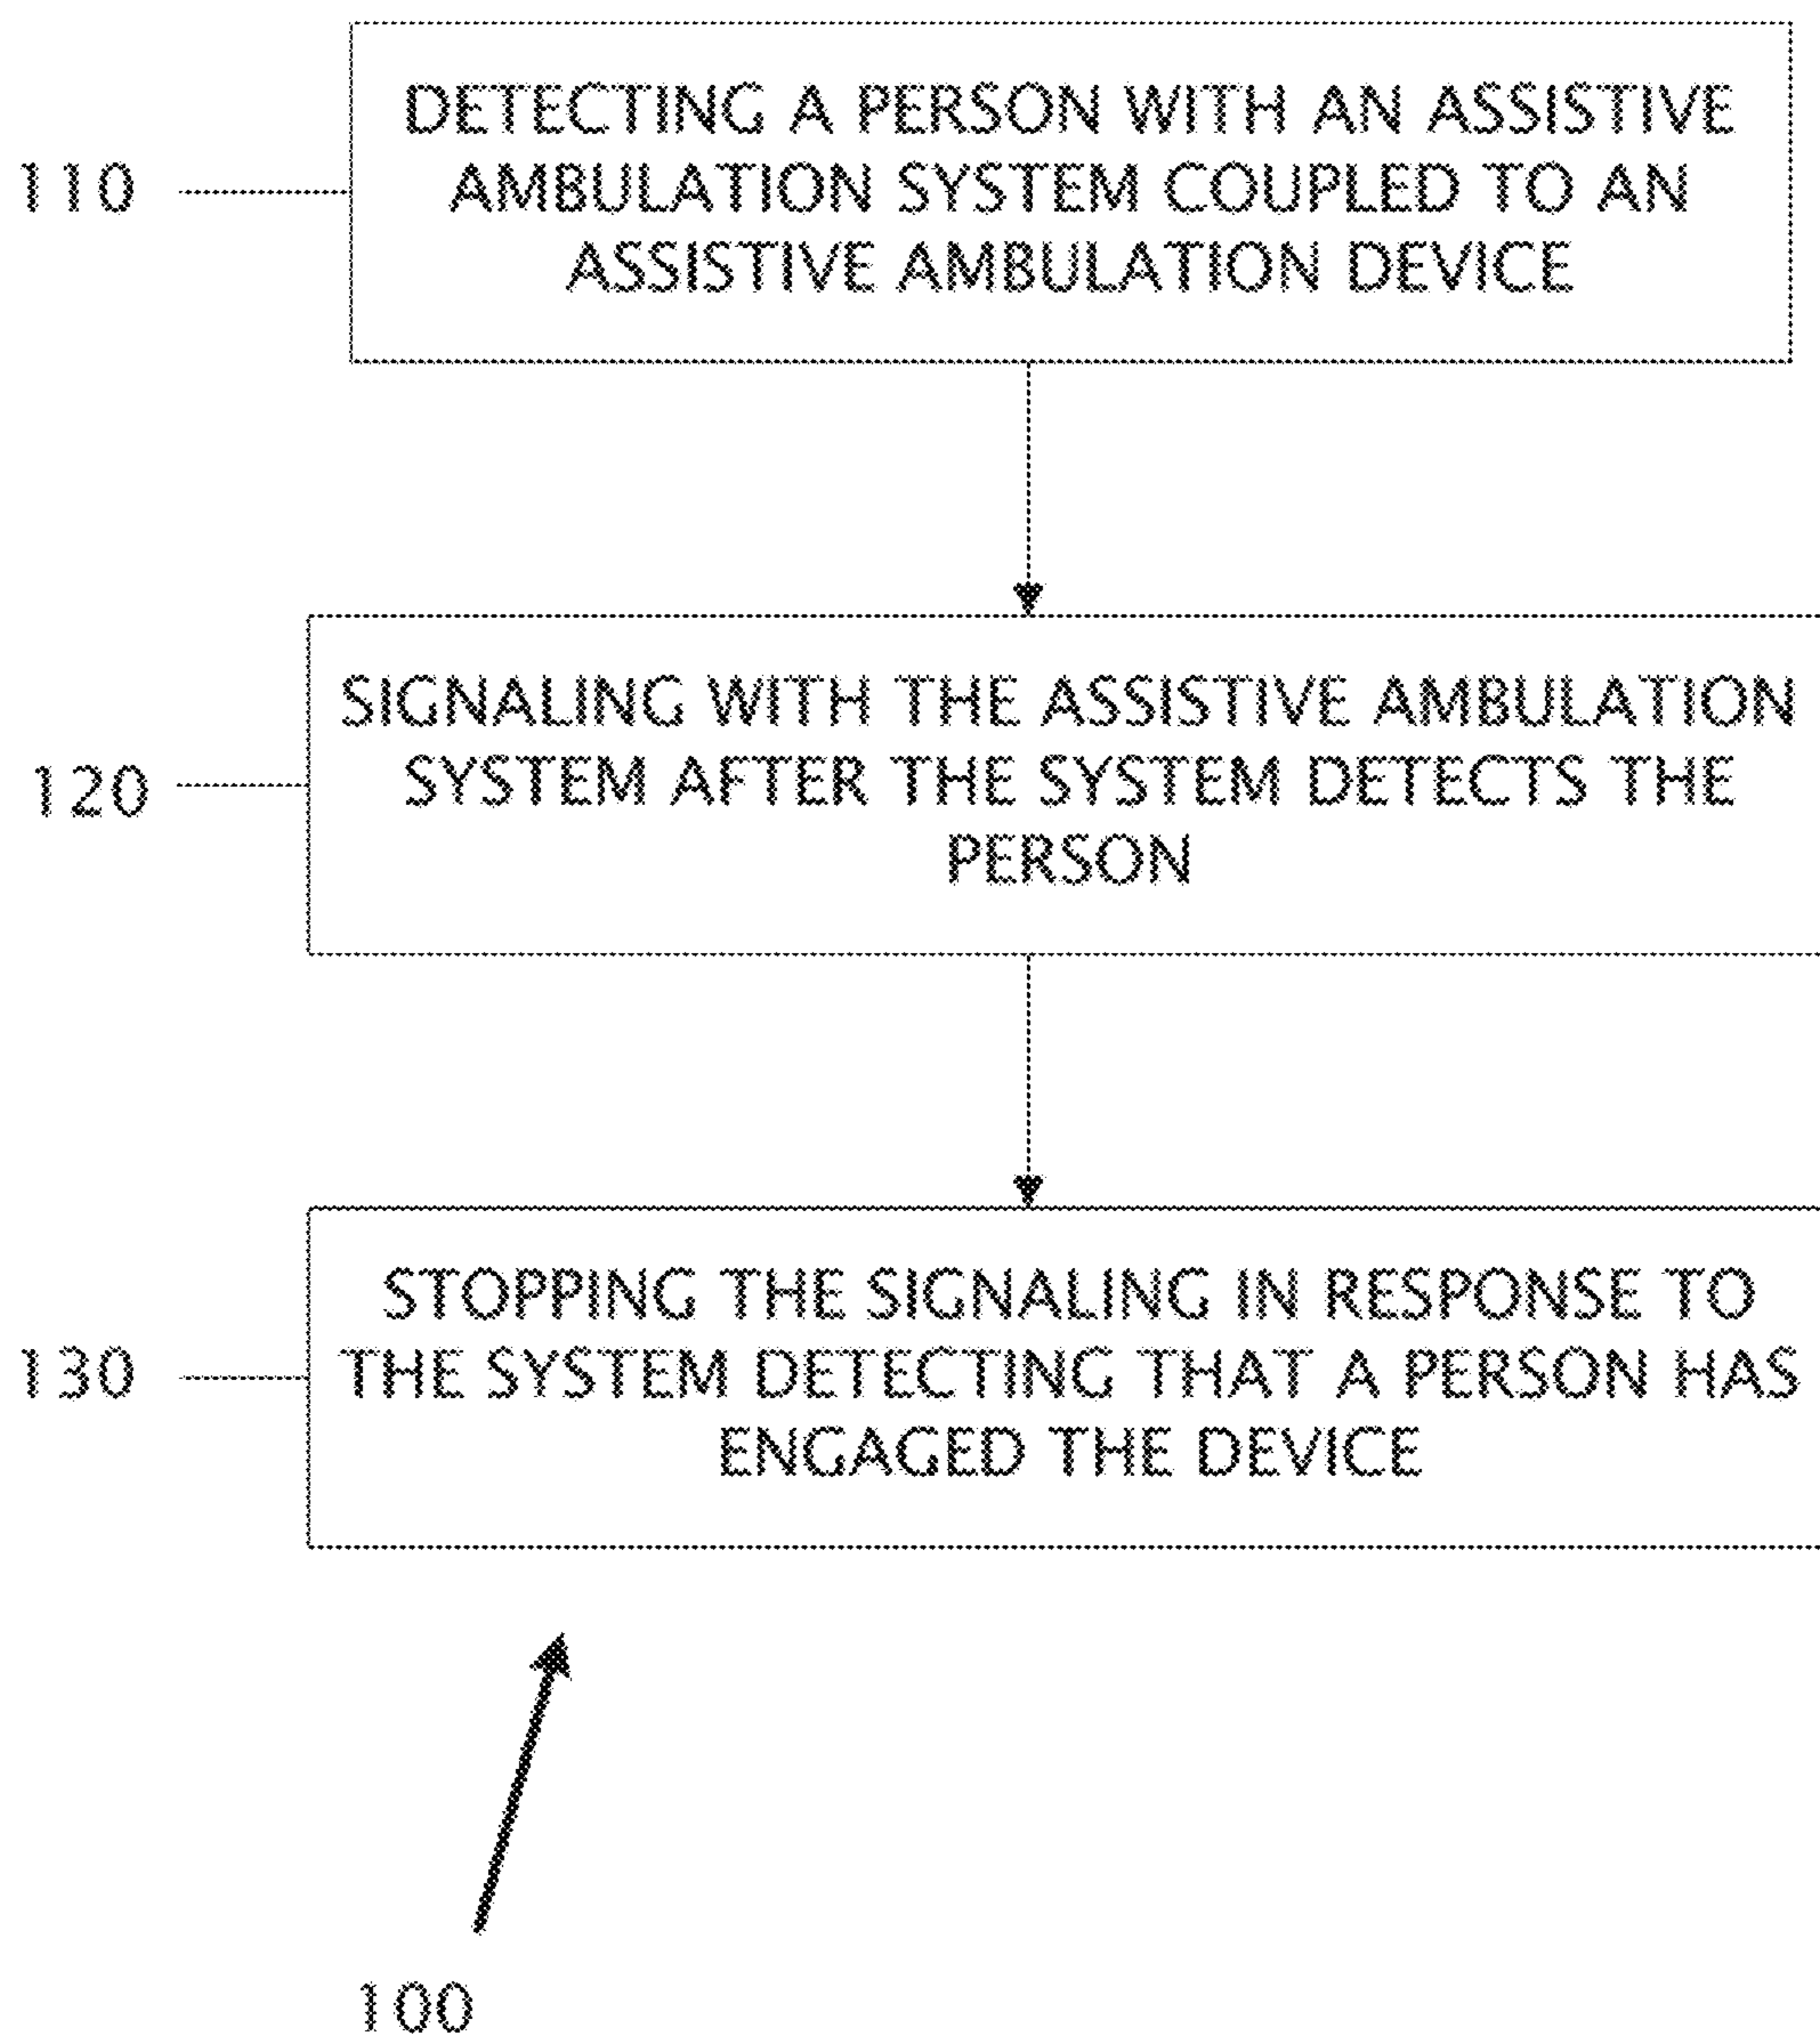 110
DETECTING A PERSON WITH AN ASSISTIVE
AMBULATION SYSTEM COUPLED TO AN
ASSISTIVE AMBULATION DEVICE
120
SIGNALING WITH THE ASSISTIVE AMBULATION
SYSTEM AFTER THE SYSTEM DETECTS THE
PERSON
130
STOPPING THE SIGNALING IN RESPONSE TO
THE SYSTEM DETECTING THAT A PERSON HAS
ENGAGED THE DEVICE
100